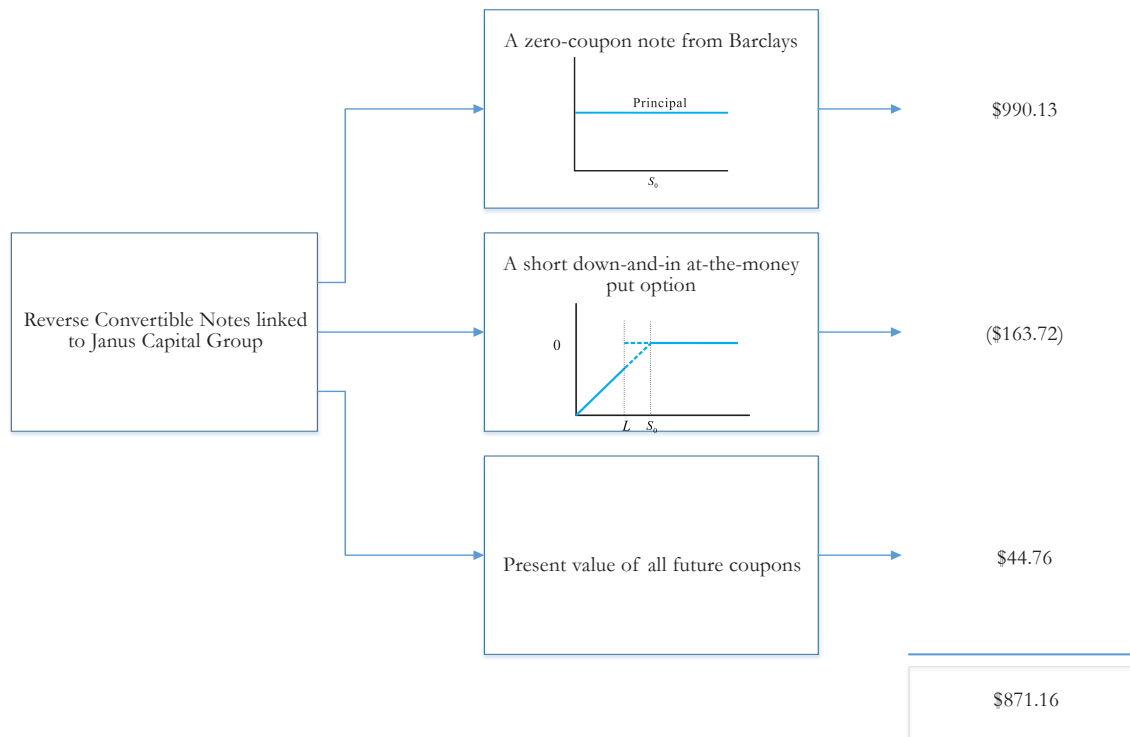 A zero-coupon note from Barclays
Principal
S₀
$990.13
Reverse Convertible Notes linked
to Janus Capital Group
A short down-and-in at-the-money
put option
0
L S₀
($163.72)
Present value of all future coupons
$44.76
$871.16